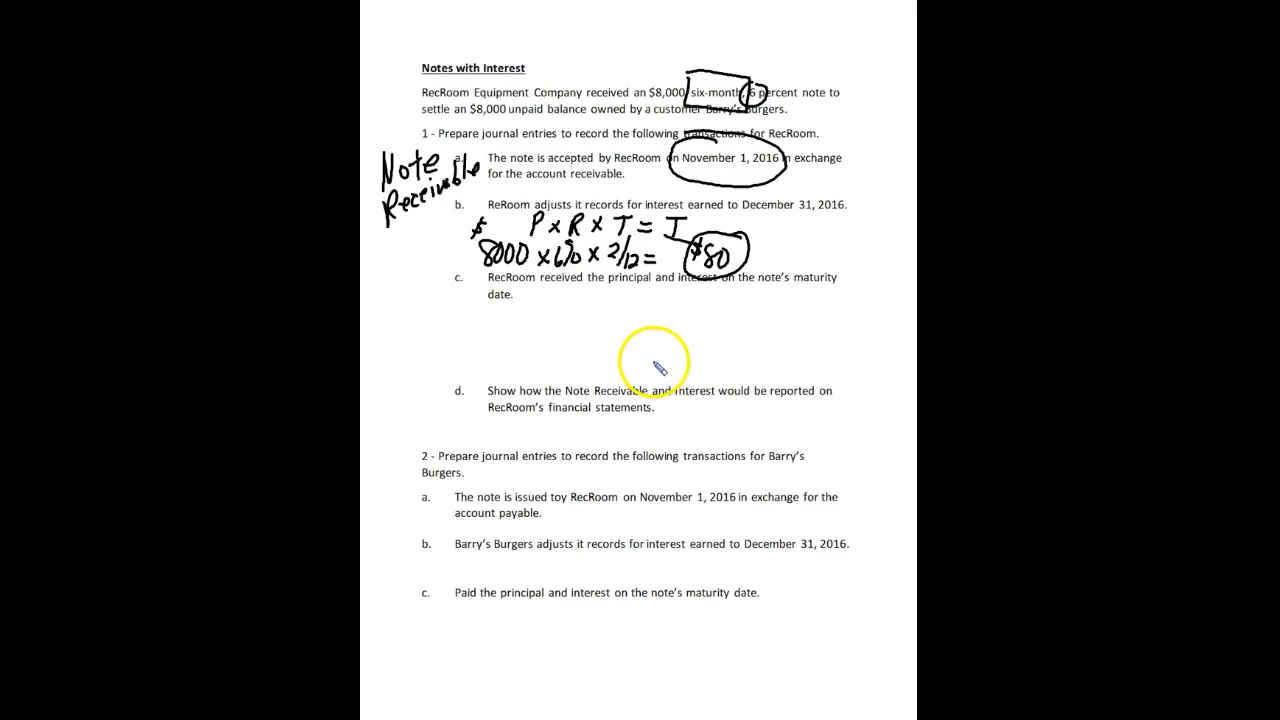 Notes with Interest
RecRoom Equipment Company received an $8,000, six-month, 6 percent note to
settle an $8,000 unpaid balance owned by a customer Barry's Burgers.
1 - Prepare journal entries to record the following transactions for RecRoom.
Note
Receivable
a. The note is accepted by RecRoom on November 1, 2016 in exchange
for the account receivable.
b. ReRoom adjusts it records for interest earned to December 31, 2016.
P x R x T = I
$8000 x 6% x 2/12 = $80
c. RecRoom received the principal and interest on the note's maturity
date.
d. Show how the Note Receivable and Interest would be reported on
RecRoom's financial statements.
2 - Prepare journal entries to record the following transactions for Barry's
Burgers.
a. The note is issued toy RecRoom on November 1, 2016 in exchange for the
account payable.
b. Barry's Burgers adjusts it records for interest earned to December 31, 2016.
c. Paid the principal and interest on the note's maturity date.